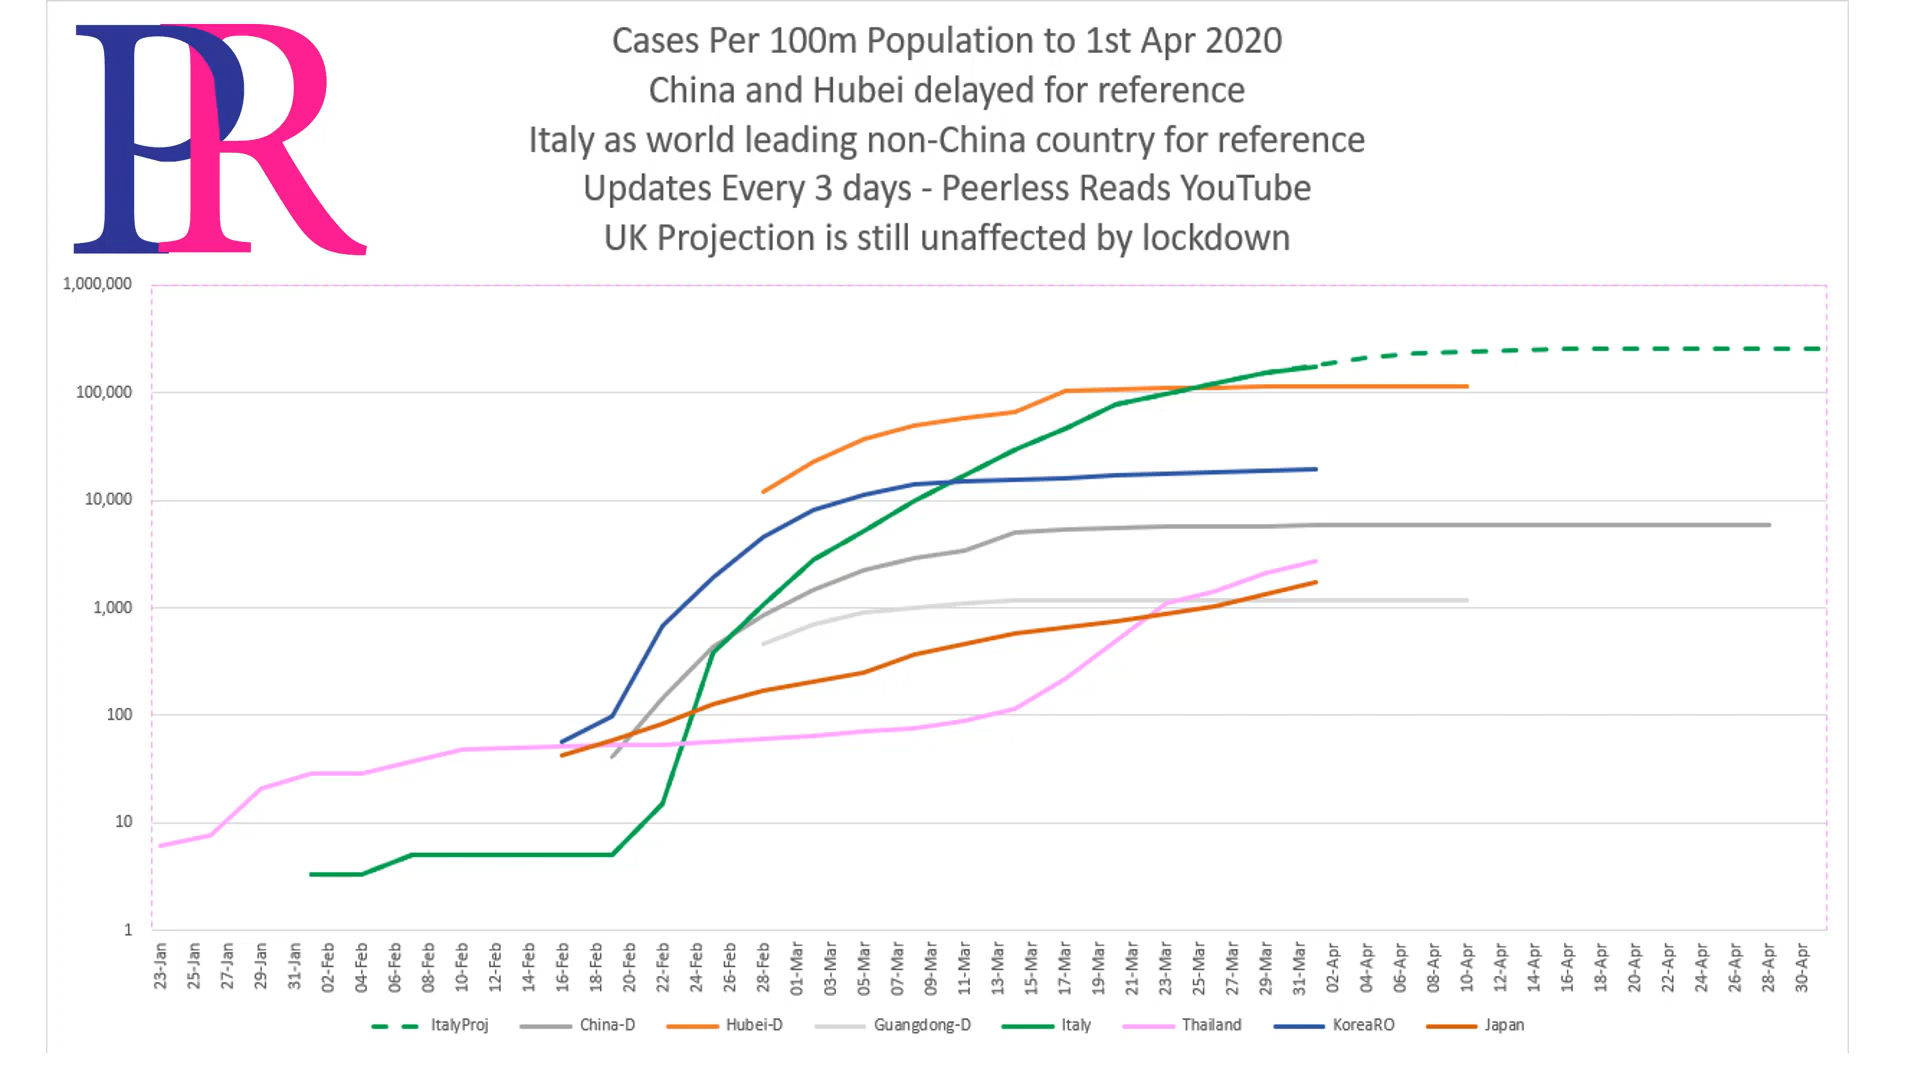 PR
Cases Per 100m Population to 1st Apr 2020
China and Hubei delayed for reference
Italy as world leading non-China country for reference
Updates Every 3 days - Peerless Reads YouTube
UK Projection is still unaffected by lockdown
1,000,000
100,000
10,000
1,000
100
10
1
23-Jan 25-Jan 27-Jan 29-Jan 31-Jan 02-Feb 04-Feb 06-Feb 08-Feb 10-Feb 12-Feb 14-Feb 16-Feb 18-Feb 20-Feb 22-Feb 24-Feb 26-Feb 28-Feb 01-Mar 03-Mar 05-Mar 07-Mar 09-Mar 11-Mar 13-Mar 15-Mar 17-Mar 19-Mar 21-Mar 23-Mar 25-Mar 27-Mar 29-Mar 31-Mar 02-Apr 04-Apr 06-Apr 08-Apr 10-Apr 12-Apr 14-Apr 16-Apr 18-Apr 20-Apr 22-Apr 24-Apr 26-Apr 28-Apr 30-Apr
ItalyProj China-D Hubei-D Guangdong-D Italy Thailand KoreaRO Japan